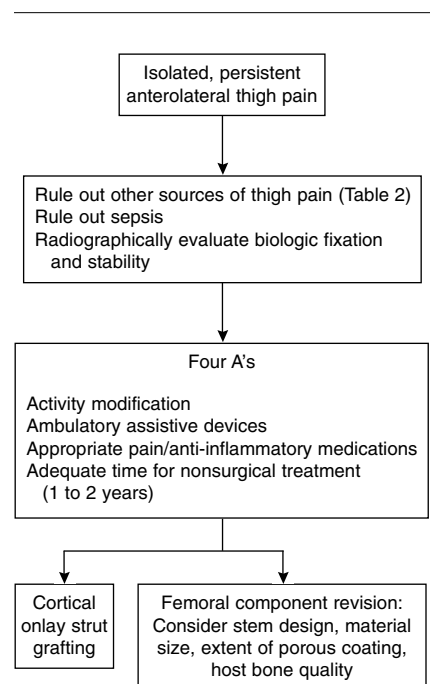 Isolated, persistent
anterolateral thigh pain
Rule out other sources of thigh pain (Table 2)
Rule out sepsis
Radiographically evaluate biologic fixation
and stability
Four A's
Activity modification
Ambulatory assistive devices
Appropriate pain/anti-inflammatory medications
Adequate time for nonsurgical treatment
(1 to 2 years)
Cortical
onlay strut
grafting
Femoral component revision:
Consider stem design, material
size, extent of porous coating,
host bone quality